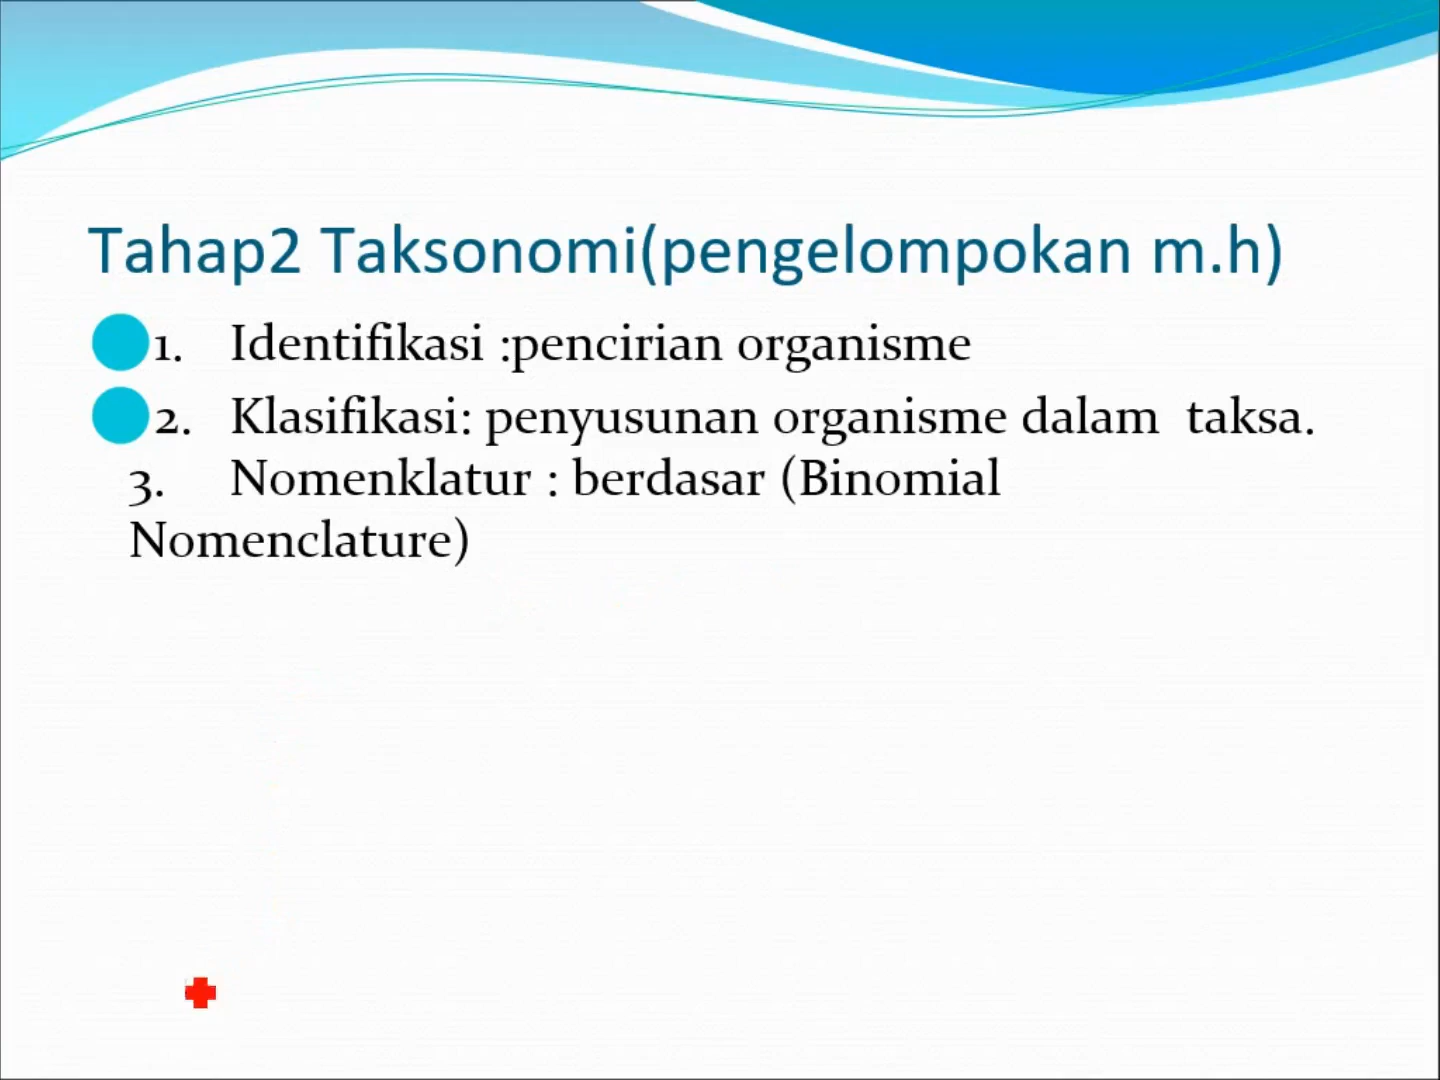 Tahap2 Taksonomi(pengelompokan m.h)
1. Identifikasi :pencirian organisme
2. Klasifikasi: penyusunan organisme dalam taksa.
3. Nomenklatur : berdasar (Binomial
Nomenclature)